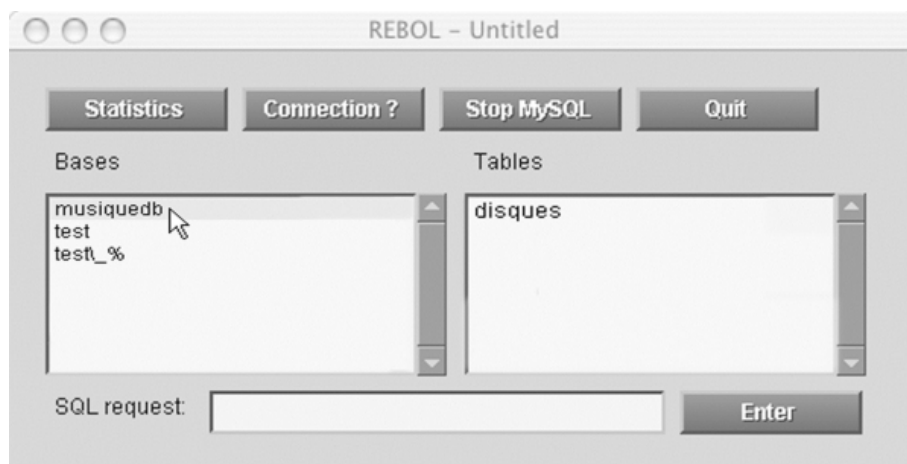 REBOL – Untitled
Statistics Connection ? Stop MySQL Quit
Bases Tables
musiquedb disques
test
test\_%
SQL request: Enter